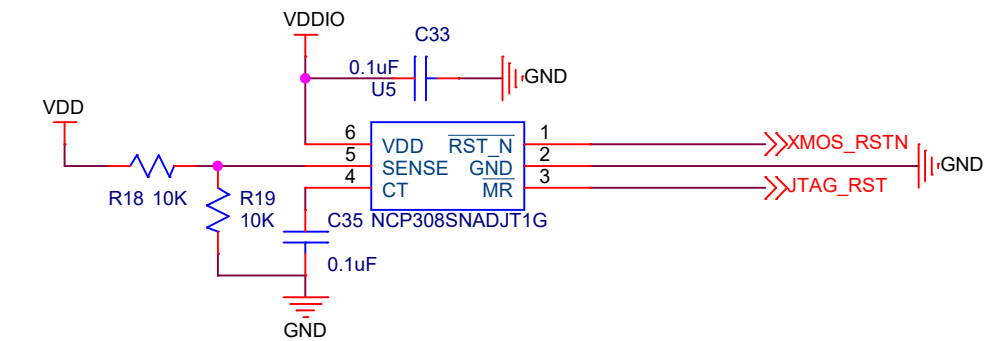 VDDIO
C33
0.1uF
GND
U5
VDD
6
VDD
RST_N
1
XMOS_RSTN
5
SENSE
GND
2
GND
4
CT
MR
3
JTAG_RST
R18 10K
R19
10K
C35
NCP308SNADJT1G
0.1uF
GND